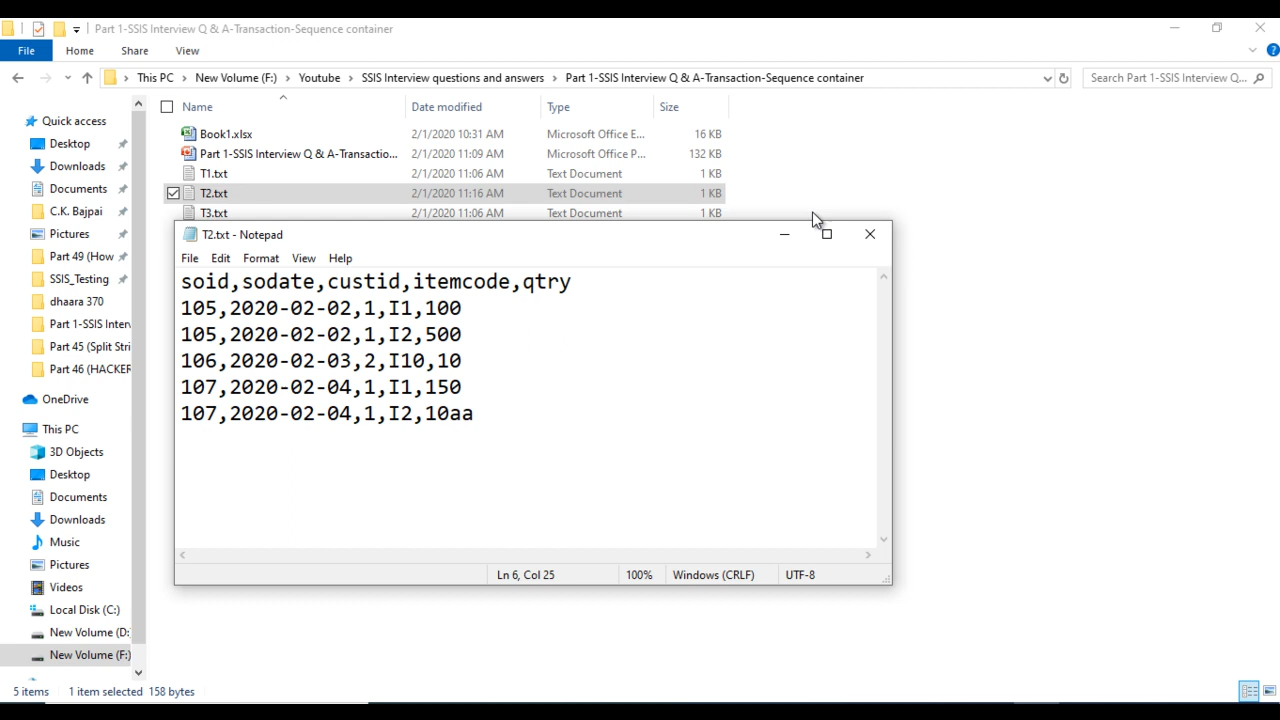 Part 1-SSIS Interview Q & A-Transaction-Sequence container
File Home Share View
This PC > New Volume (F:) > Youtube > SSIS Interview questions and answers > Part 1-SSIS Interview Q & A-Transaction-Sequence container
Search Part 1-SSIS Interview Q...
Name Date modified Type Size
Book1.xlsx 2/1/2020 10:31 AM Microsoft Office E... 16 KB
Part 1-SSIS Interview Q & A-Transactio... 2/1/2020 11:09 AM Microsoft Office P... 132 KB
T1.txt 2/1/2020 11:06 AM Text Document 1 KB
T2.txt 2/1/2020 11:16 AM Text Document 1 KB
T3.txt 2/1/2020 11:06 AM Text Document 1 KB
Quick access
Desktop
Downloads
Documents
C.K. Bajpai
Pictures
Part 49 (How
SSIS_Testing
dhaara 370
Part 1-SSIS Interv
Part 45 (Split Stri
Part 46 (HACKER
OneDrive
This PC
3D Objects
Desktop
Documents
Downloads
Music
Pictures
Videos
Local Disk (C:)
New Volume (D:
New Volume (F:)
T2.txt - Notepad
File Edit Format View Help
soid,sodate,custid,itemcode,qtry
105,2020-02-02,1,I1,100
105,2020-02-02,1,I2,500
106,2020-02-03,2,I10,10
107,2020-02-04,1,I1,150
107,2020-02-04,1,I2,10aa
Ln 6, Col 25 100% Windows (CRLF) UTF-8
5 items 1 item selected 158 bytes